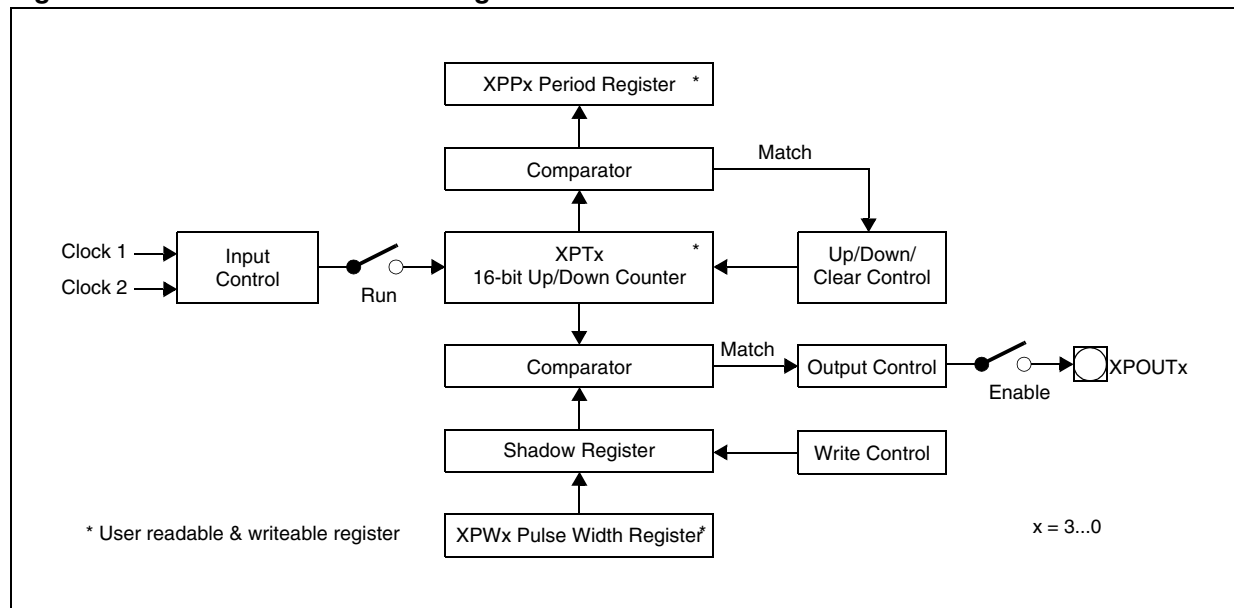 XPPx Period Register *
Comparator
Match
Clock 1
Clock 2
Input
Control
Run
XPTx *
16-bit Up/Down Counter
Up/Down/
Clear Control
Comparator
Match
Output Control
Enable
XPOUTx
Shadow Register
Write Control
* User readable & writeable register
XPWx Pulse Width Register*
x = 3...0